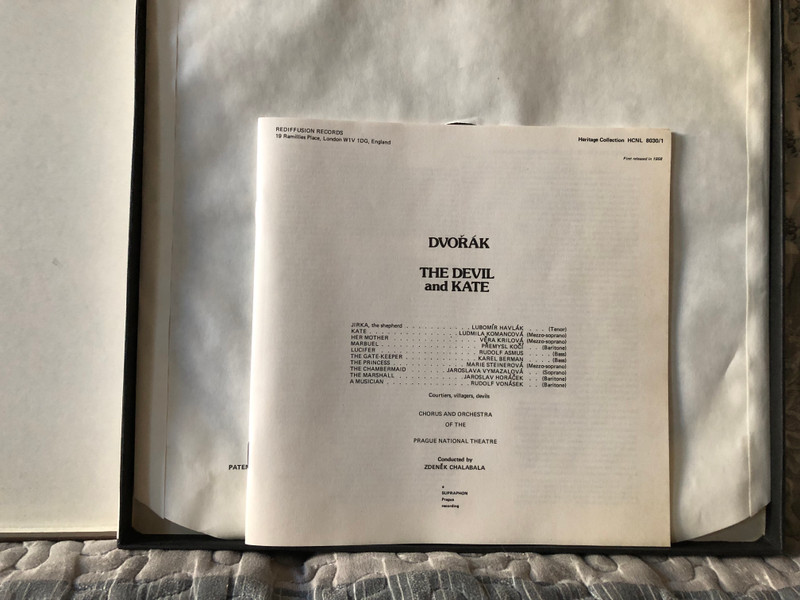 REDIFFUSION RECORDS
19 Ramillies Place, London W1V 1DG, England
Heritage Collection HCNL 8030/1
First released in
DVOŘÁK
THE DEVIL
and KATE
JIRKA, the shepherd . . . LUBOMÍR HAVLÁK . . . (Tenor)
KATE . . . LUDMILA KOMANCOVÁ (Mezzo-soprano)
HER MOTHER . . . VĚRA KRILOVÁ (Mezzo-soprano)
MARBUEL . . . PŘEMYSL KOČÍ . . (Baritone)
LUCIFER . . . RUDOLF ASMUS . . . (Bass)
THE GATE-KEEPER . . . KAREL BERMAN . . . (Bass)
THE PRINCESS . . . MARIE STEINEROVÁ (Mezzo-soprano)
THE CHAMBERMAID . . . JAROSLAVA VYMAZALOVÁ . . (Soprano)
THE MARSHALL . . . JAROSLAV HORÁČEK . . (Baritone)
A MUSICIAN . . . RUDOLF VONÁSEK . . (Baritone)
Courtiers, villagers, devils
CHORUS AND ORCHESTRA
OF THE
PRAGUE NATIONAL THEATRE
Conducted by
ZDENĚK CHALABALA
a
SUPRAPHON
Prague
recording
PATEN